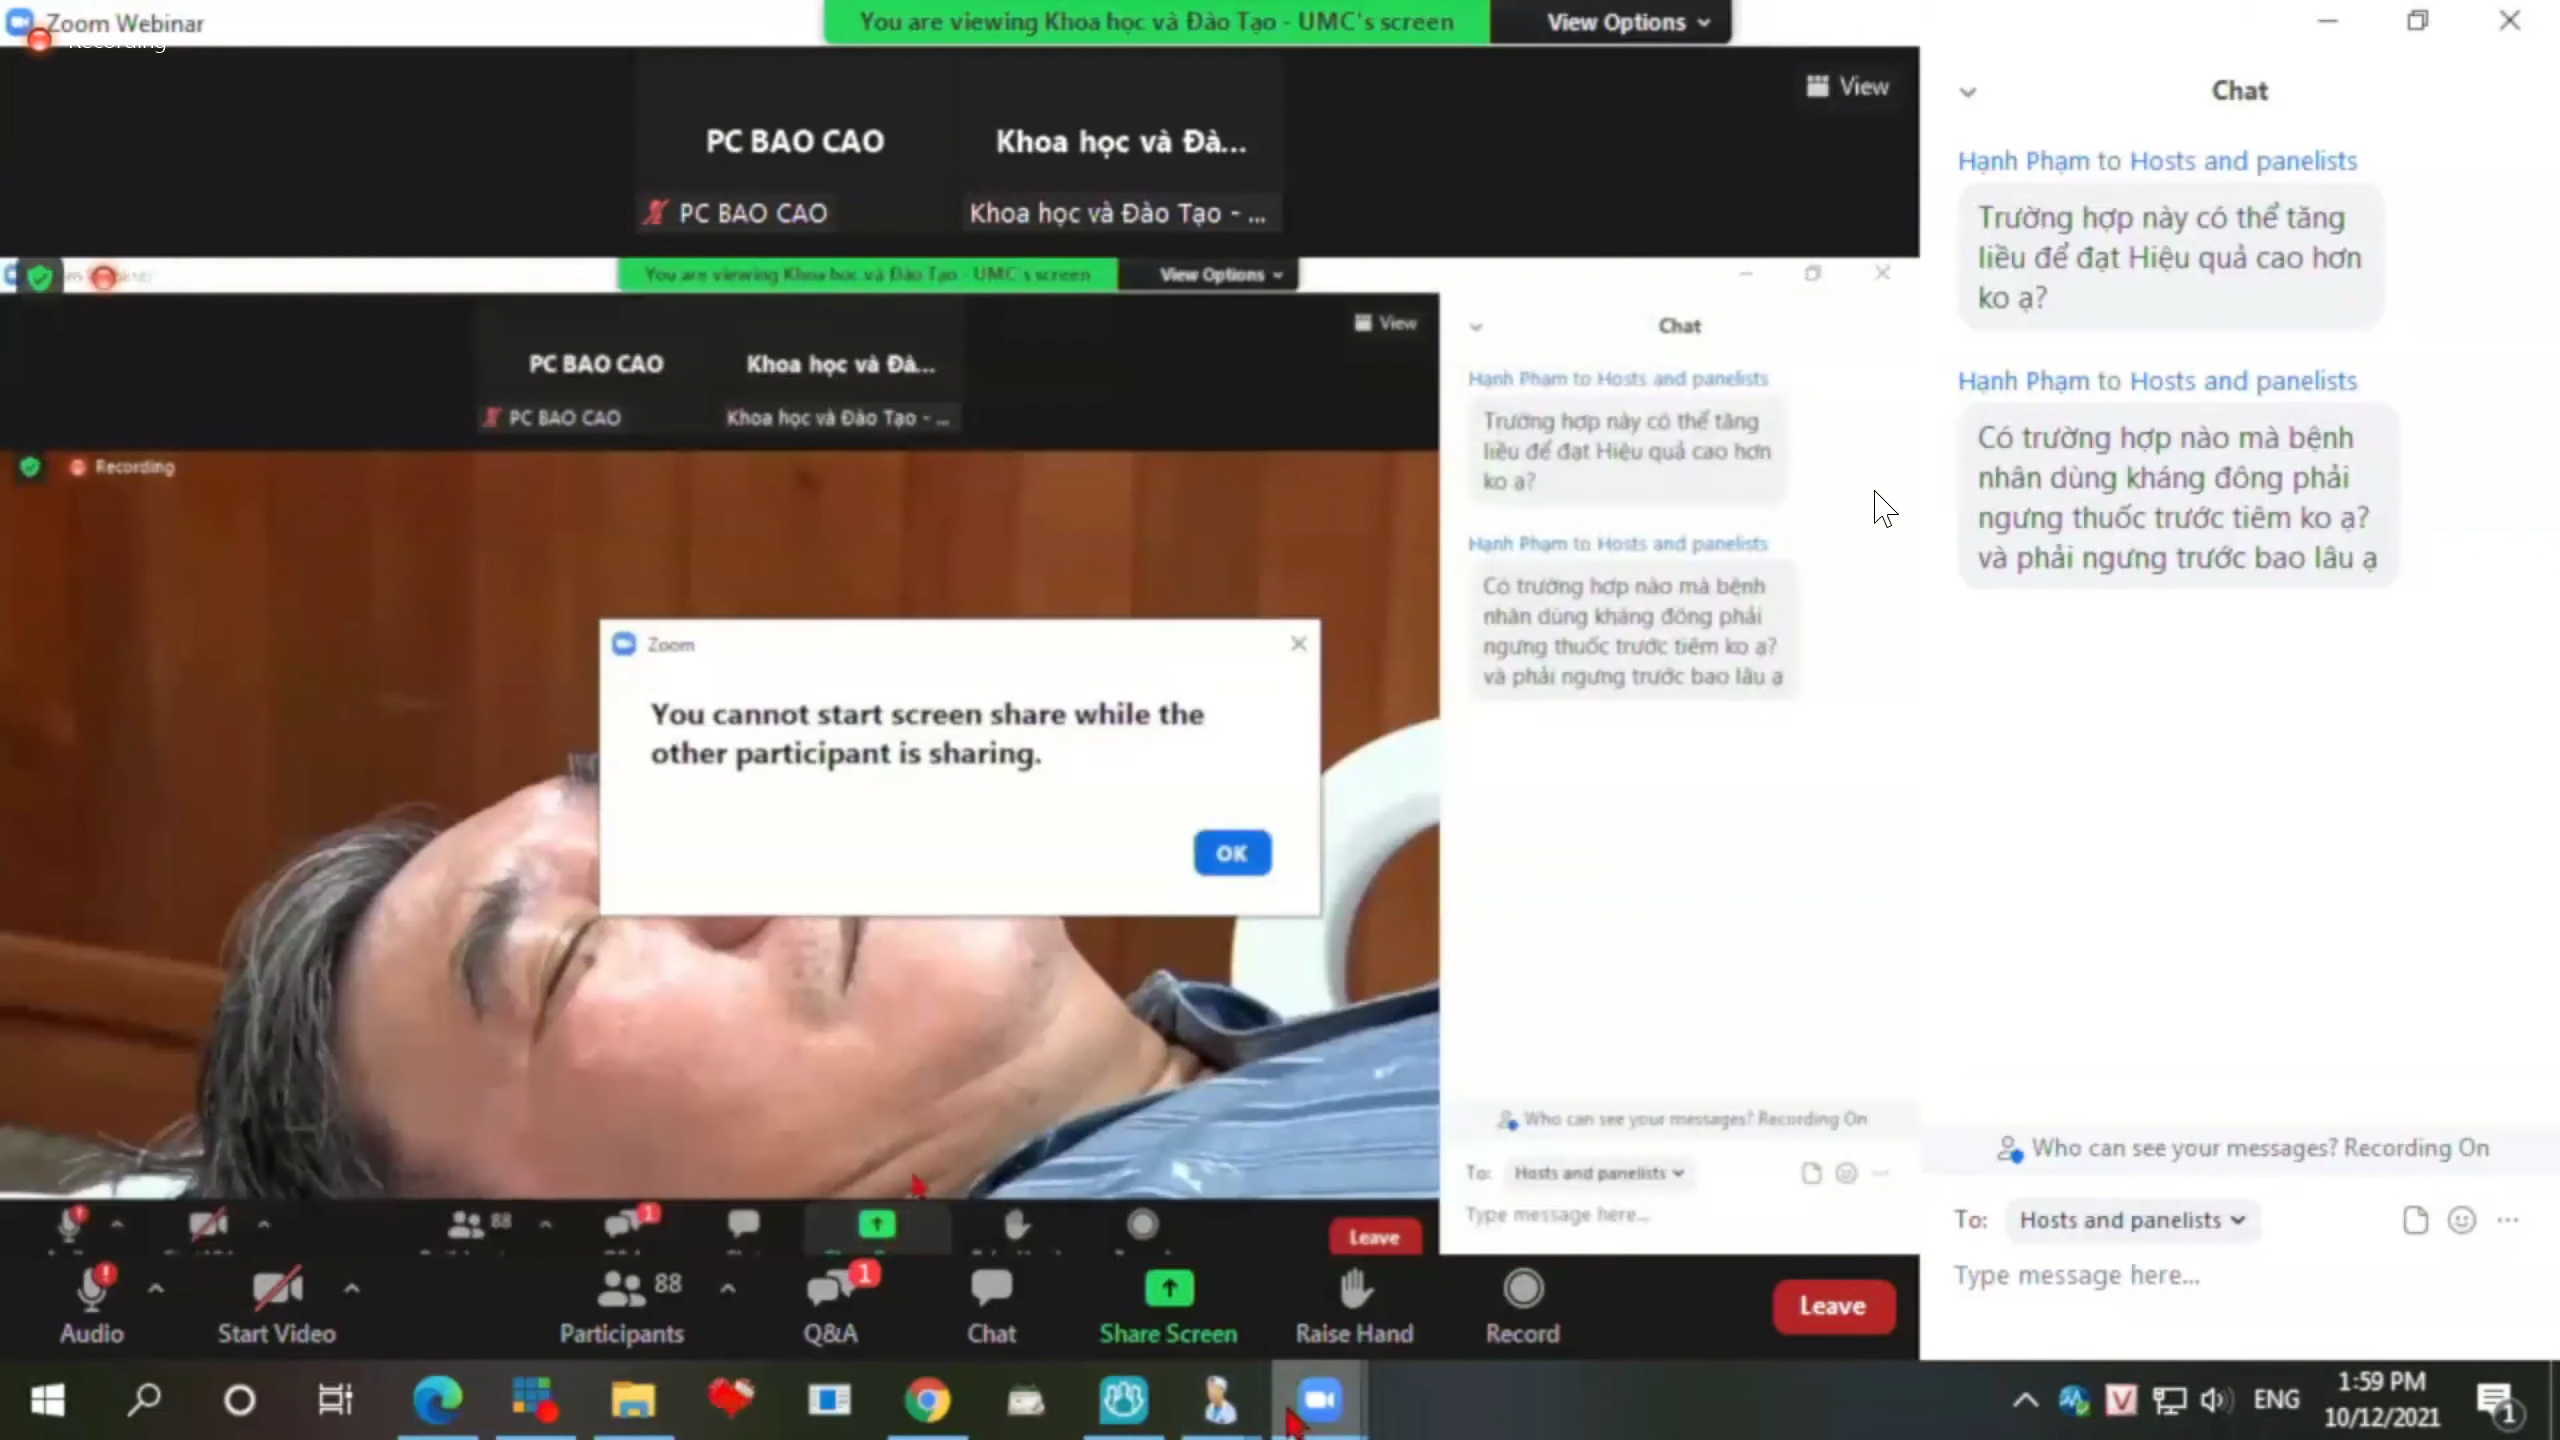 Zoom Webinar
Recording
You are viewing Khoa học và Đào Tạo - UMC's screen
View Options
View
PC BAO CAO
Khoa học và Đà...
PC BAO CAO
Khoa học và Đào Tạo - ...
Chat
Hạnh Phạm to Hosts and panelists
Trường hợp này có thể tăng
liều để đạt Hiệu quả cao hơn
ko ạ?
Hạnh Phạm to Hosts and panelists
Có trường hợp nào mà bệnh
nhân dùng kháng đông phải
ngưng thuốc trước tiêm ko ạ?
và phải ngưng trước bao lâu ạ
Who can see your messages? Recording On
To: Hosts and panelists
Type message here...
You are viewing Khoa học và Đào Tạo - UMC's screen
View Options
View
PC BAO CAO
Khoa học và Đà...
PC BAO CAO
Khoa học và Đào Tạo - ...
Recording
Chat
Hạnh Phạm to Hosts and panelists
Trường hợp này có thể tăng
liều để đạt Hiệu quả cao hơn
ko ạ?
Hạnh Phạm to Hosts and panelists
Có trường hợp nào mà bệnh
nhân dùng kháng đông phải
ngưng thuốc trước tiêm ko ạ?
và phải ngưng trước bao lâu ạ
Who can see your messages? Recording On
To: Hosts and panelists
Type message here...
Zoom
You cannot start screen share while the
other participant is sharing.
OK
88
1
Leave
88
1
Audio
Start Video
Participants
Q&A
Chat
Share Screen
Raise Hand
Record
Leave
V
ENG
1:59 PM
10/12/2021
1